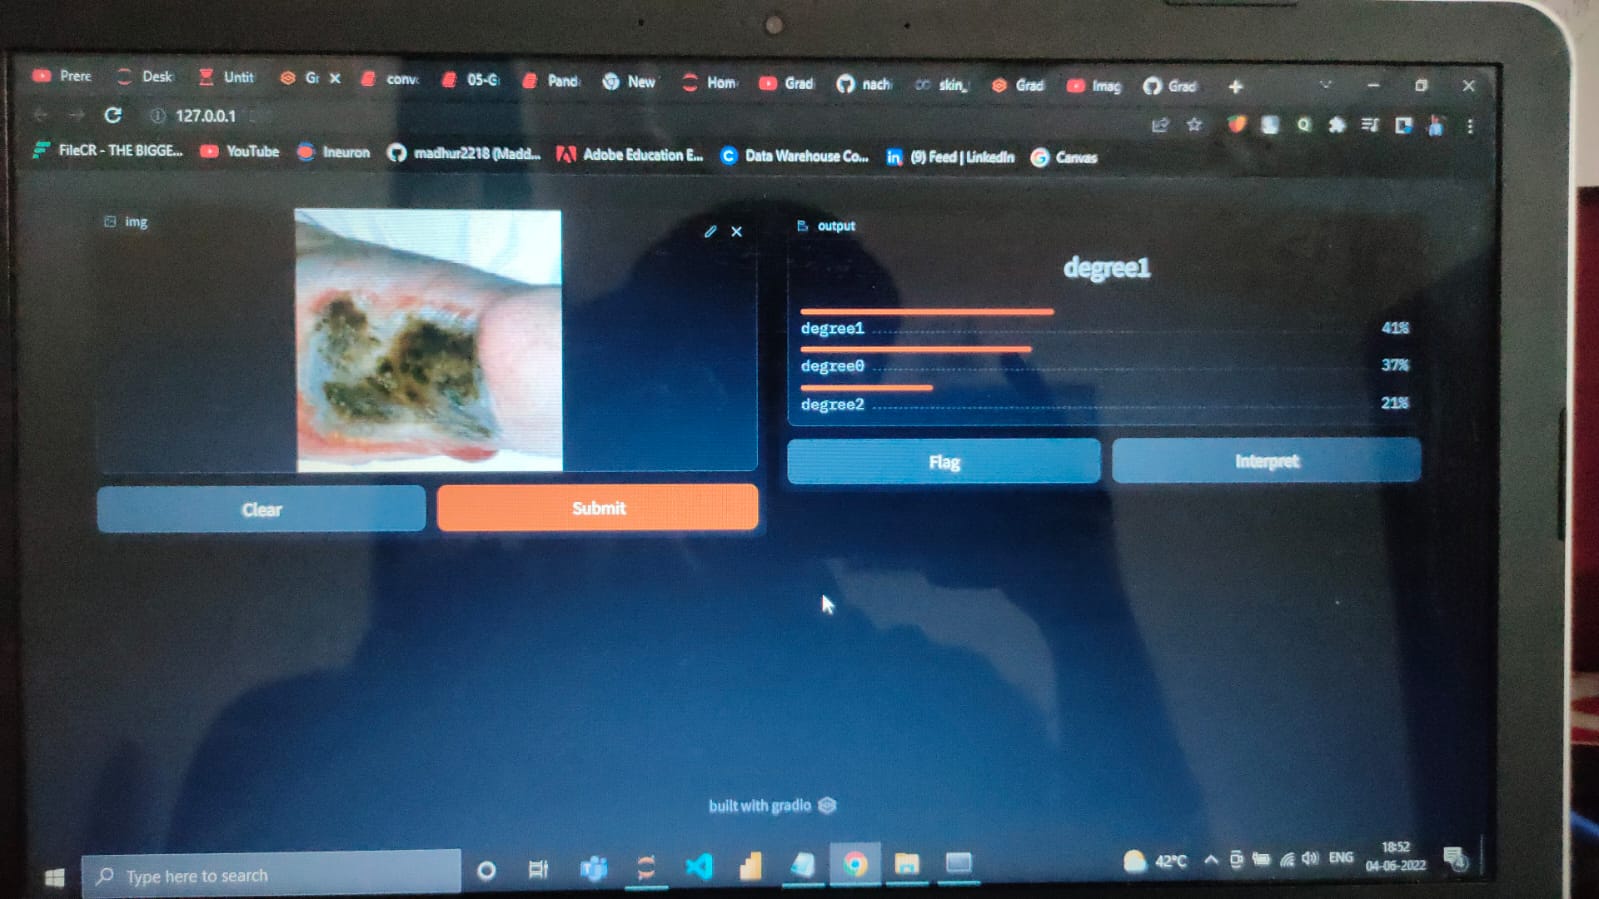 Prere Desk Untit Gr conv 05-G Pand New Hom Grad nach skin_ Grad Imag Grad
127.0.0.1
FileCR - THE BIGGE... YouTube Ineuron madhur2218 (Madd... Adobe Education E... Data Warehouse Co... (9) Feed | LinkedIn Canvas
img
output
degree1
degree1 41%
degree0 37%
degree2 21%
Flag Interpret
Clear Submit
built with gradio
Type here to search
42°C ENG
18:52
04-06-2022
4